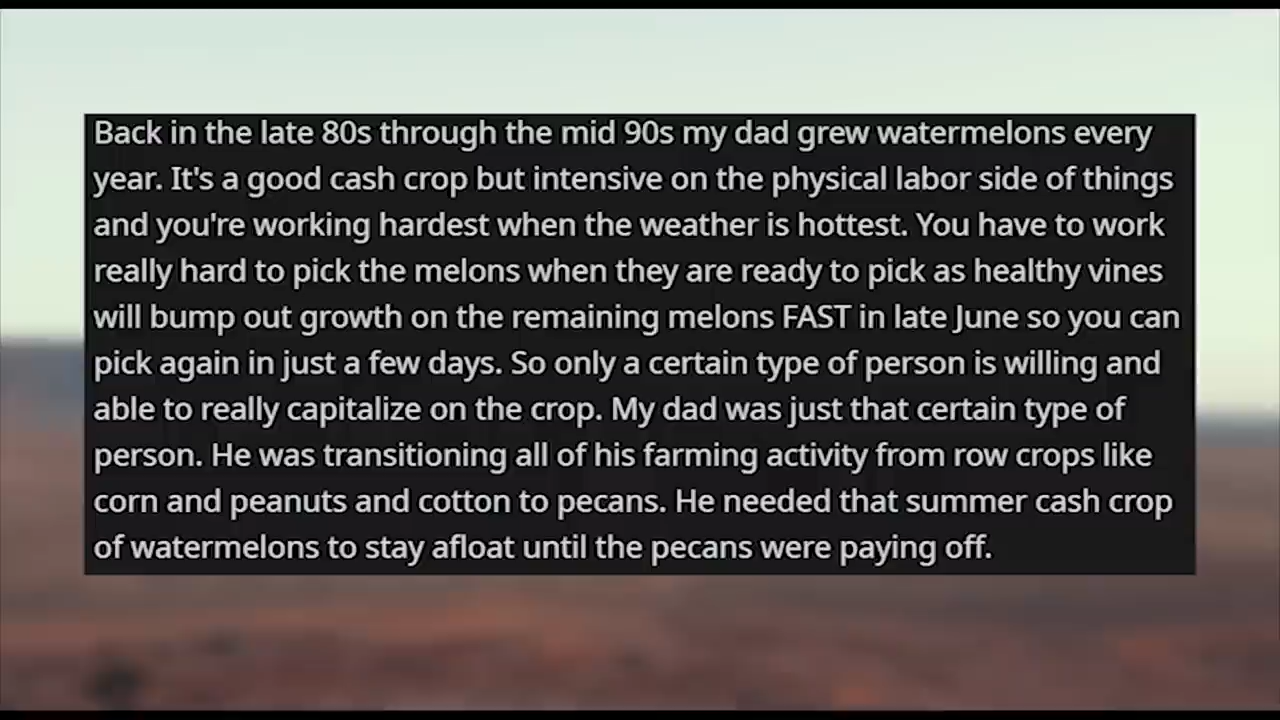 Back in the late 80s through the mid 90s my dad grew watermelons every
year. It's a good cash crop but intensive on the physical labor side of things
and you're working hardest when the weather is hottest. You have to work
really hard to pick the melons when they are ready to pick as healthy vines
will bump out growth on the remaining melons FAST in late June so you can
pick again in just a few days. So only a certain type of person is willing and
able to really capitalize on the crop. My dad was just that certain type of
person. He was transitioning all of his farming activity from row crops like
corn and peanuts and cotton to pecans. He needed that summer cash crop
of watermelons to stay afloat until the pecans were paying off.